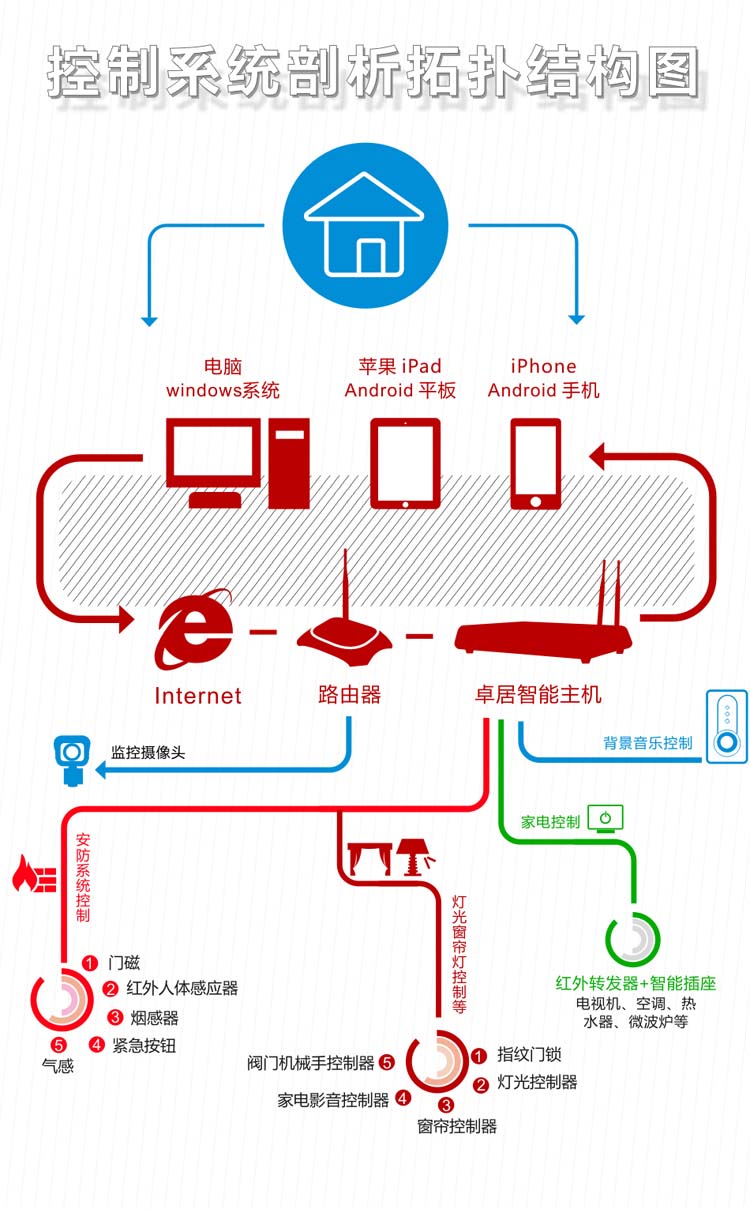 控制系统剖析拓扑结构图
电脑
windows系统
苹果 iPad
Android 平板
iPhone
Android 手机
Internet
路由器
卓居智能主机
监控摄像头
背景音乐控制
家电控制
安防系统控制
灯光窗帘灯控制等
1 门磁
2 红外人体感应器
3 烟感器
4 紧急按钮
5
气感
红外转发器+智能插座
电视机、空调、热
水器、微波炉等
1 指纹门锁
2 灯光控制器
3
窗帘控制器
家电影音控制器 4
阀门机械手控制器 5